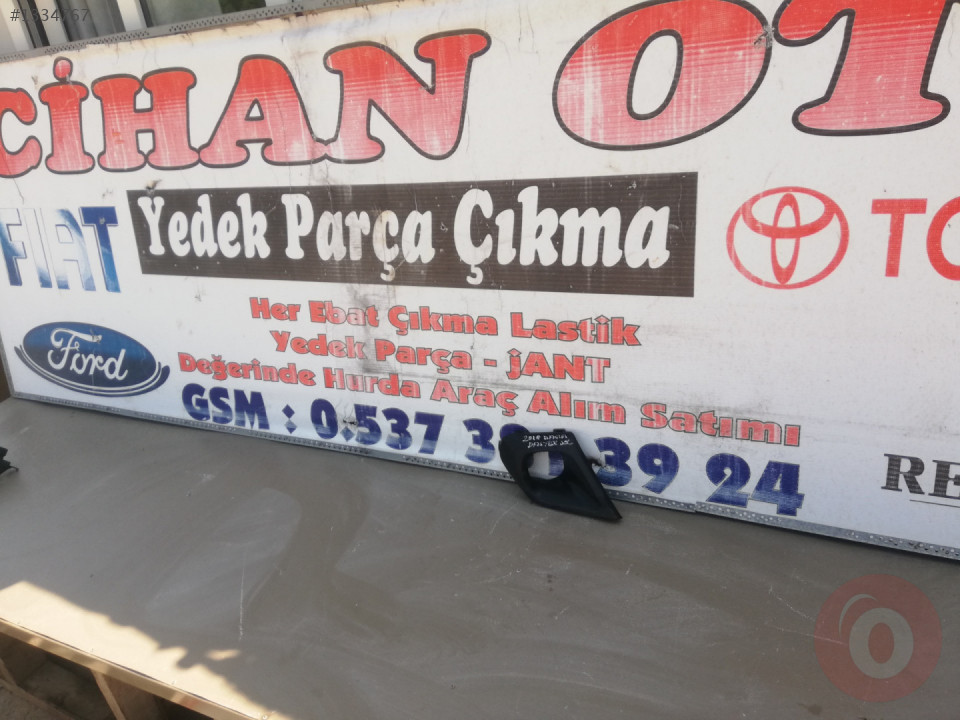 CİHAN OT
FIAT
Yedek Parça Çıkma
TO
Her Ebat Çıkma Lastik
Yedek Parça - jANT
Ford
Değerinde Hurda Araç Alım Satımı
GSM : 0.537 39 24
RE